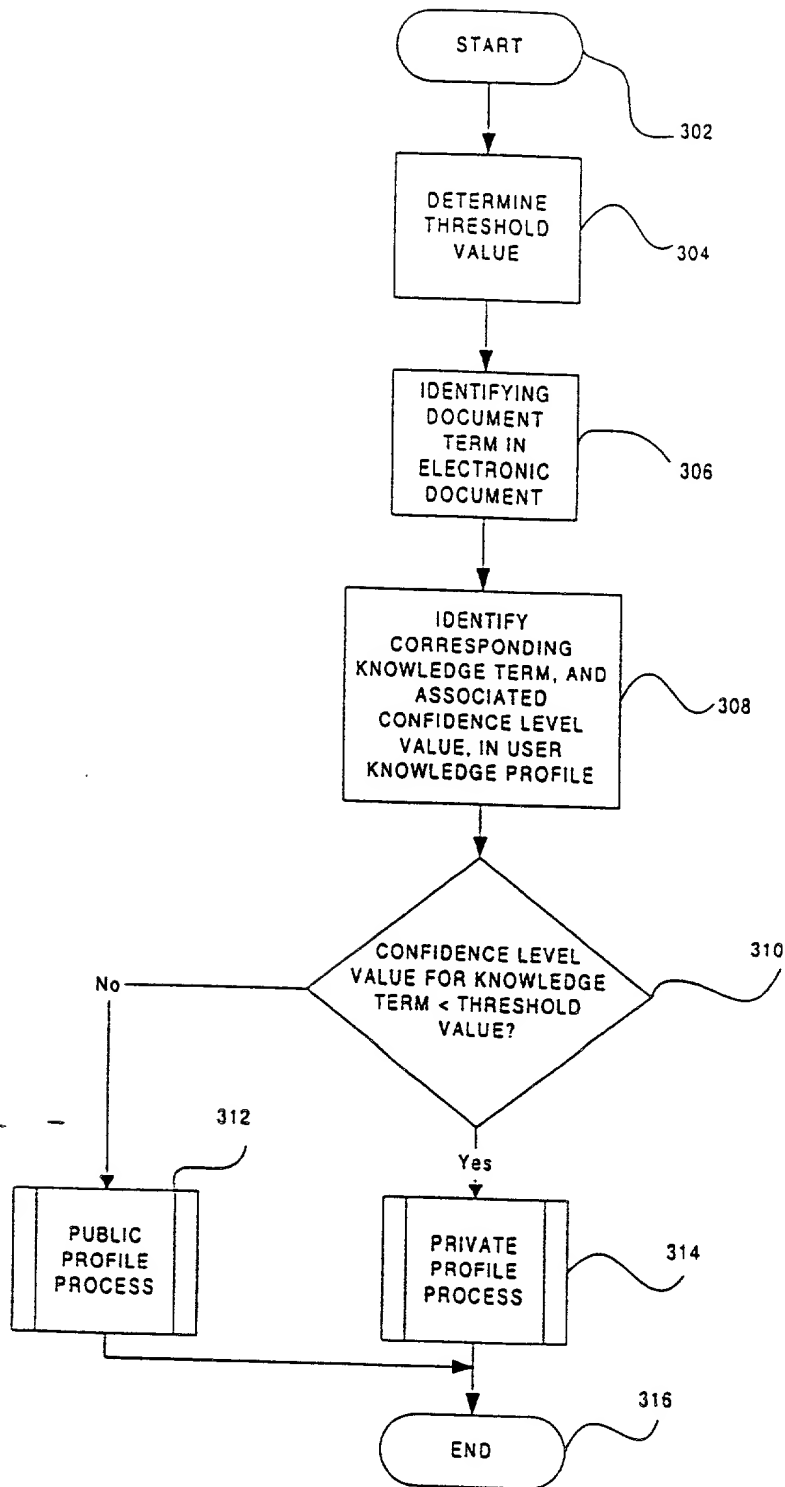 START
302
DETERMINE
THRESHOLD
VALUE
304
IDENTIFYING
DOCUMENT
TERM IN
ELECTRONIC
DOCUMENT
306
IDENTIFY
CORRESPONDING
KNOWLEDGE TERM, AND
ASSOCIATED
CONFIDENCE LEVEL
VALUE, IN USER
KNOWLEDGE PROFILE
308
CONFIDENCE LEVEL
VALUE FOR KNOWLEDGE
TERM < THRESHOLD
VALUE?
310
No
Yes
312
PUBLIC
PROFILE
PROCESS
PRIVATE
PROFILE
PROCESS
314
END
316